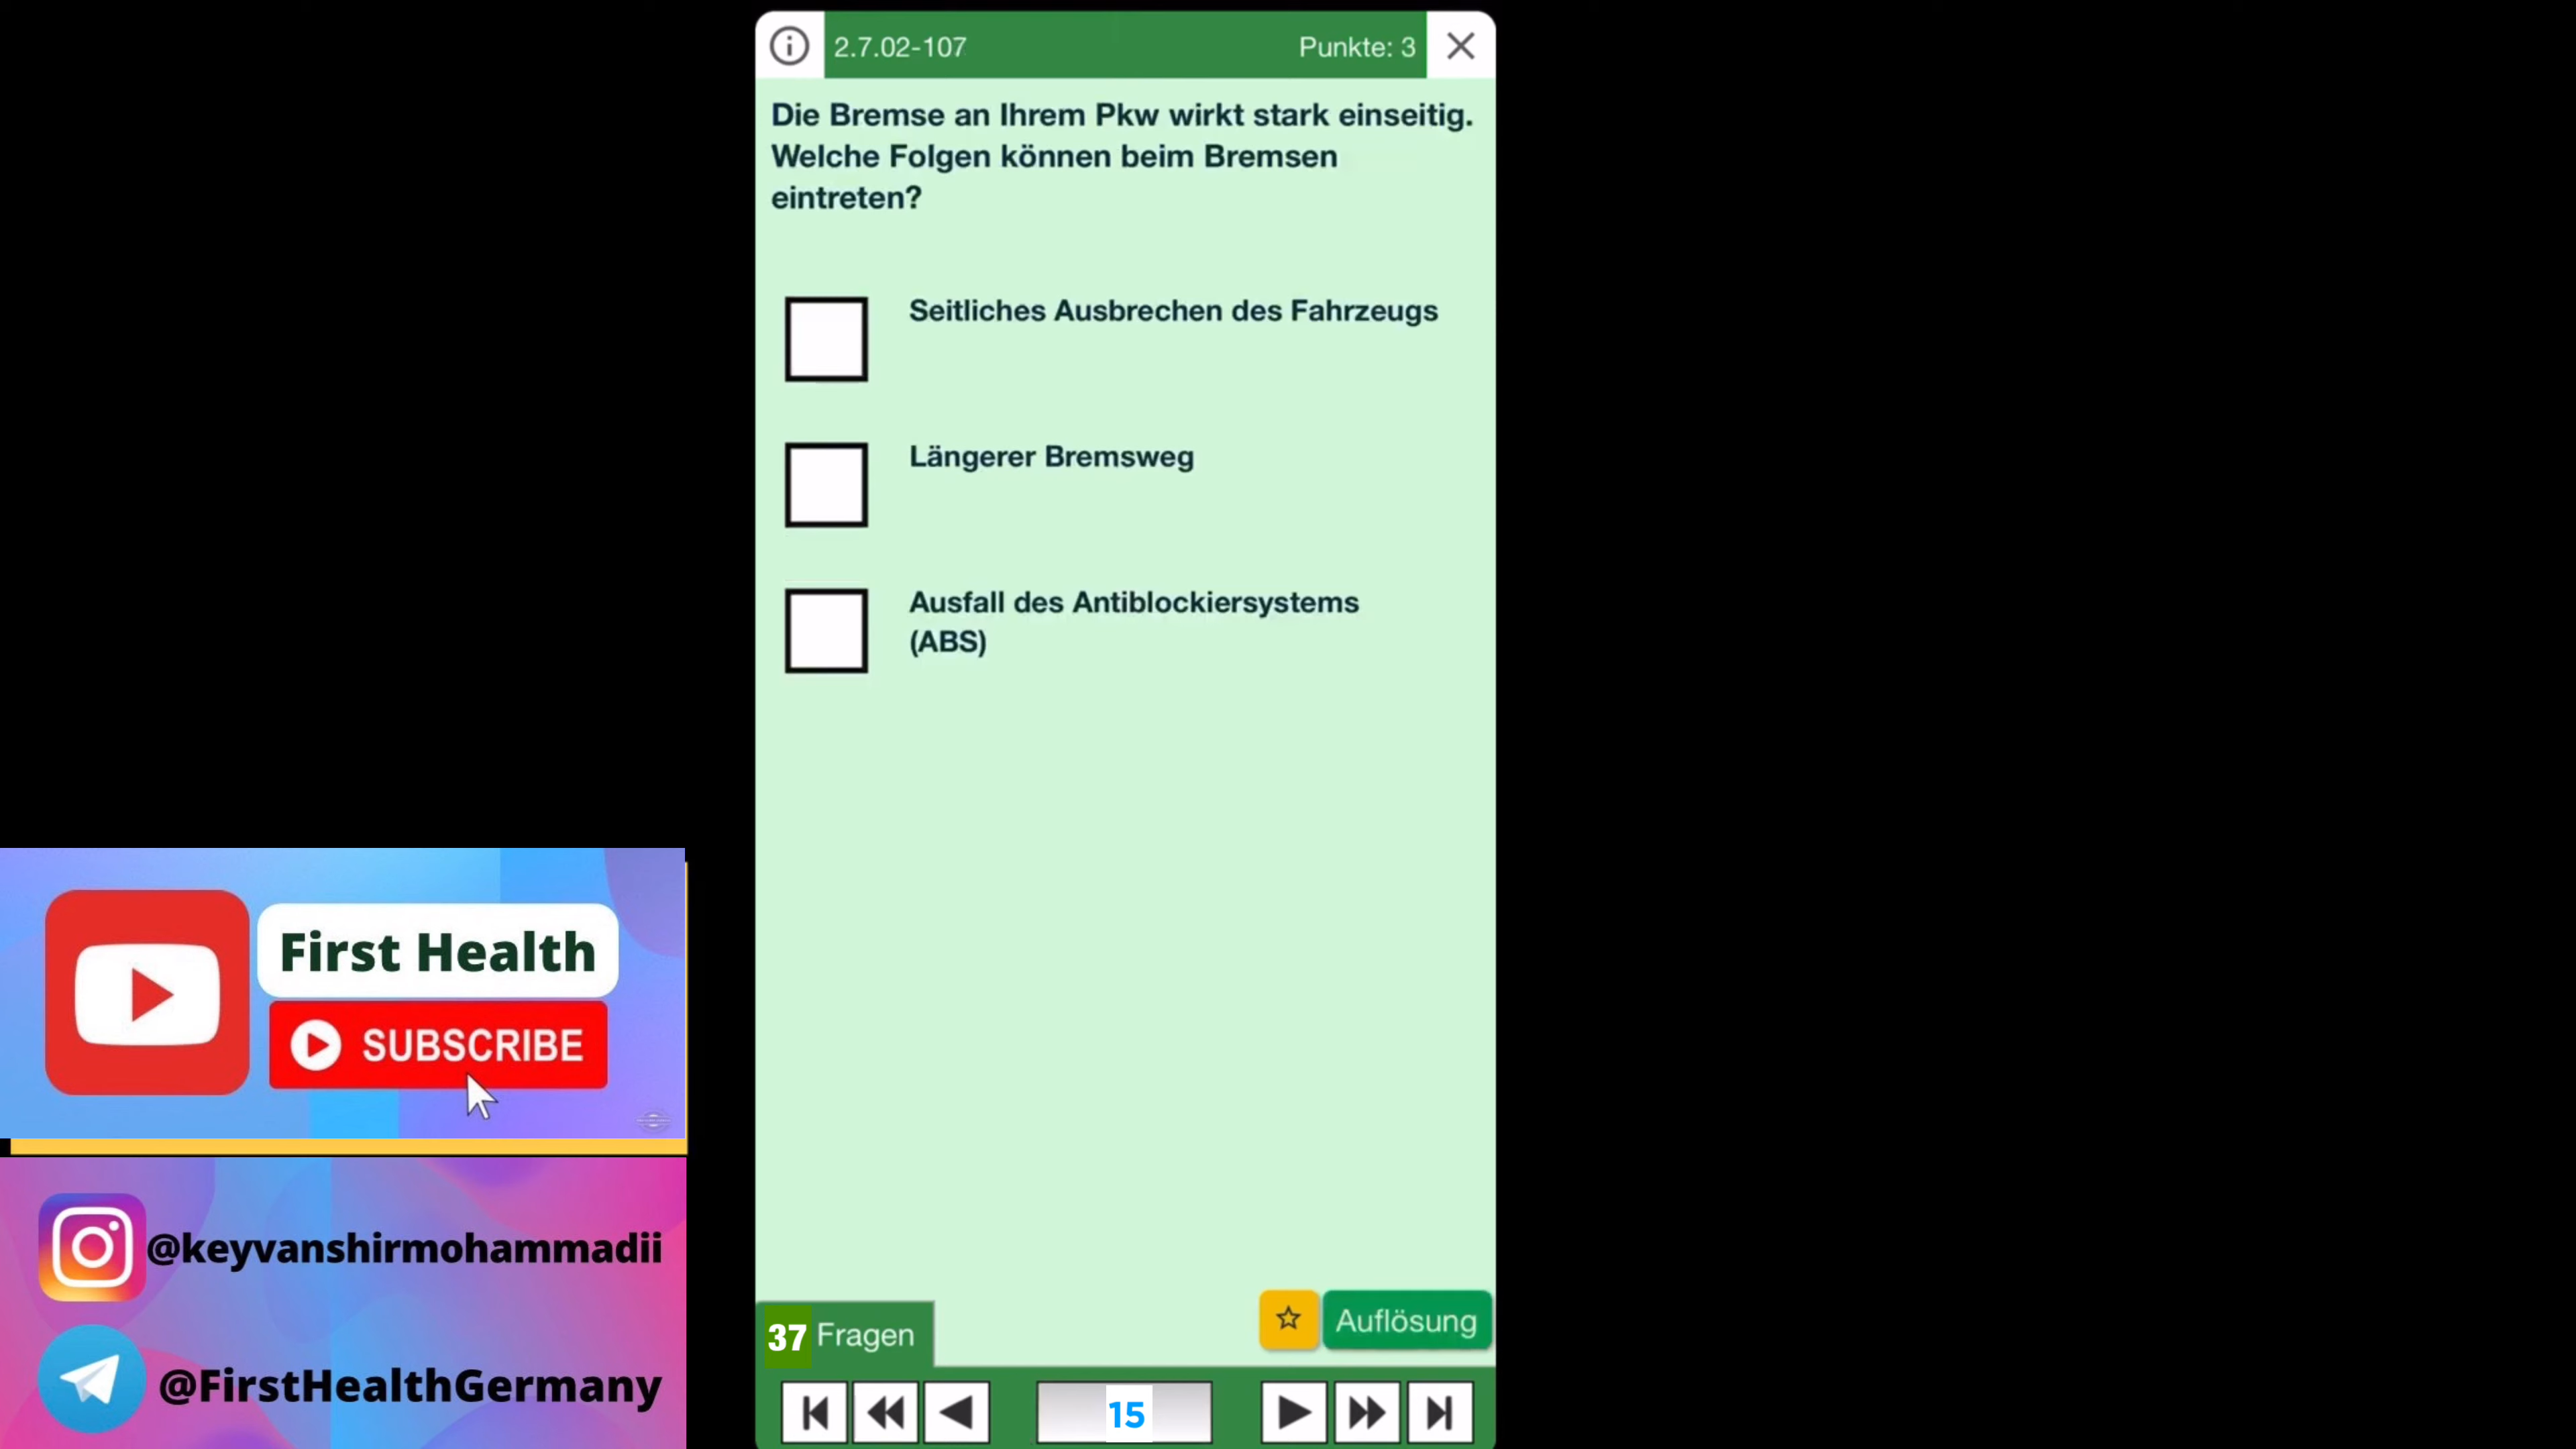 2.7.02-107
Punkte: 3
Die Bremse an Ihrem Pkw wirkt stark einseitig.
Welche Folgen können beim Bremsen
eintreten?
Seitliches Ausbrechen des Fahrzeugs
Längerer Bremsweg
Ausfall des Antiblockiersystems
(ABS)
First Health
SUBSCRIBE
@keyvanshirmohammadii
@FirstHealthGermany
37 Fragen
Auflösung
15